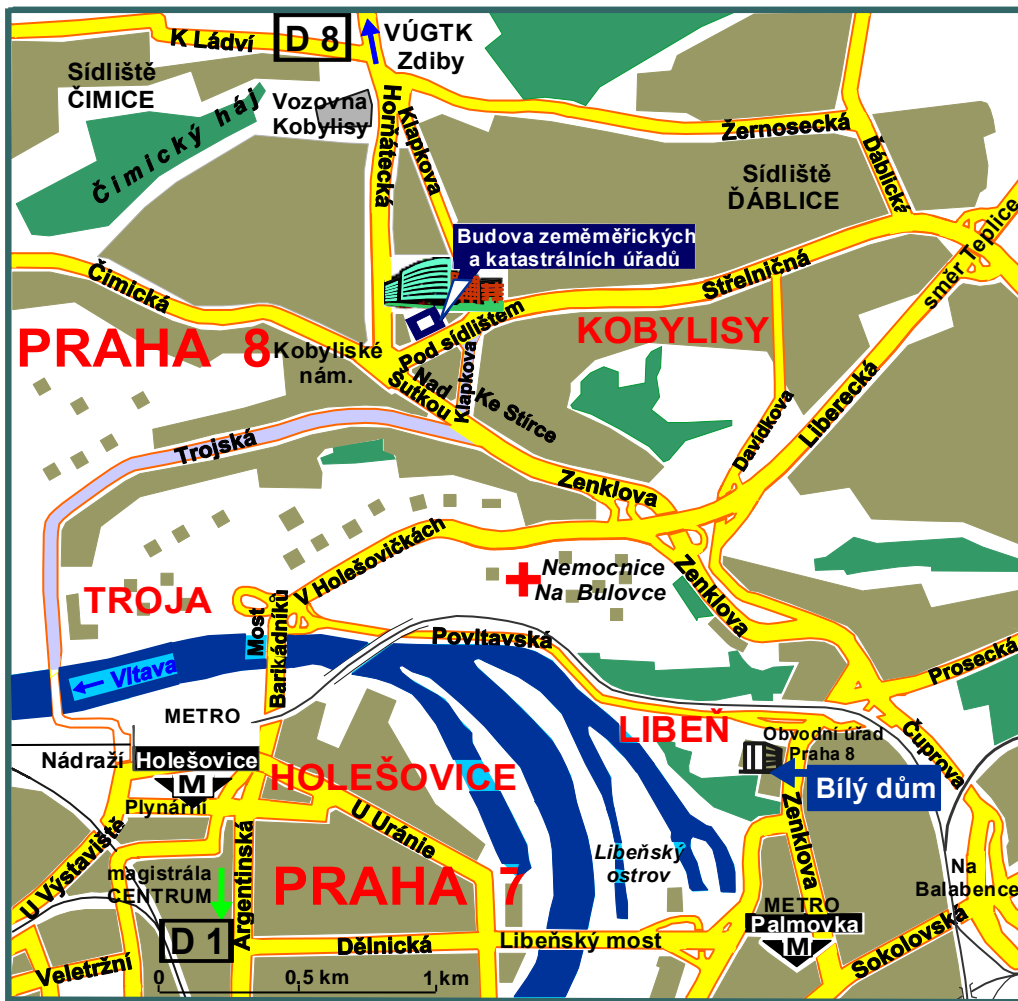 K Ládví
D 8
VÚGTK
Zdiby
Sídliště
ČIMICE
Čimický háj
Vozovna
Kobylisy
Horňátecká
Klapkova
Žernosecká
Ďáblická
Sídliště
ĎÁBLICE
směr Teplice
Budova zeměměřických
a katastrálních úřadů
Čimická
Střelničná
Pod sídlištem
KOBYLISY
PRAHA 8
Kobyliské
nám.
Nad
Šutkou
Klapkova
Ke Stírce
Trojská
Davídkova
Liberecká
Zenklova
V Holešovičkách
Nemocnice
Na Bulovce
Zenklova
TROJA
Most
Barikádníků
Povltavská
Prosecká
Vltava
METRO
Nádraží
Holešovice
M
LIBEŇ
Obvodní úřad
Praha 8
Bílý dům
Čuprova
HOLEŠOVICE
Plynární
U Výstaviště
U Uránie
Zenklova
magistrála
CENTRUM
Argentinská
PRAHA 7
Libeňský
ostrov
Na
Balabence
METRO
Palmovka
M
D 1
Dělnická
Libeňský most
Sokolovská
Veletržní
0
0,5 km
1 km